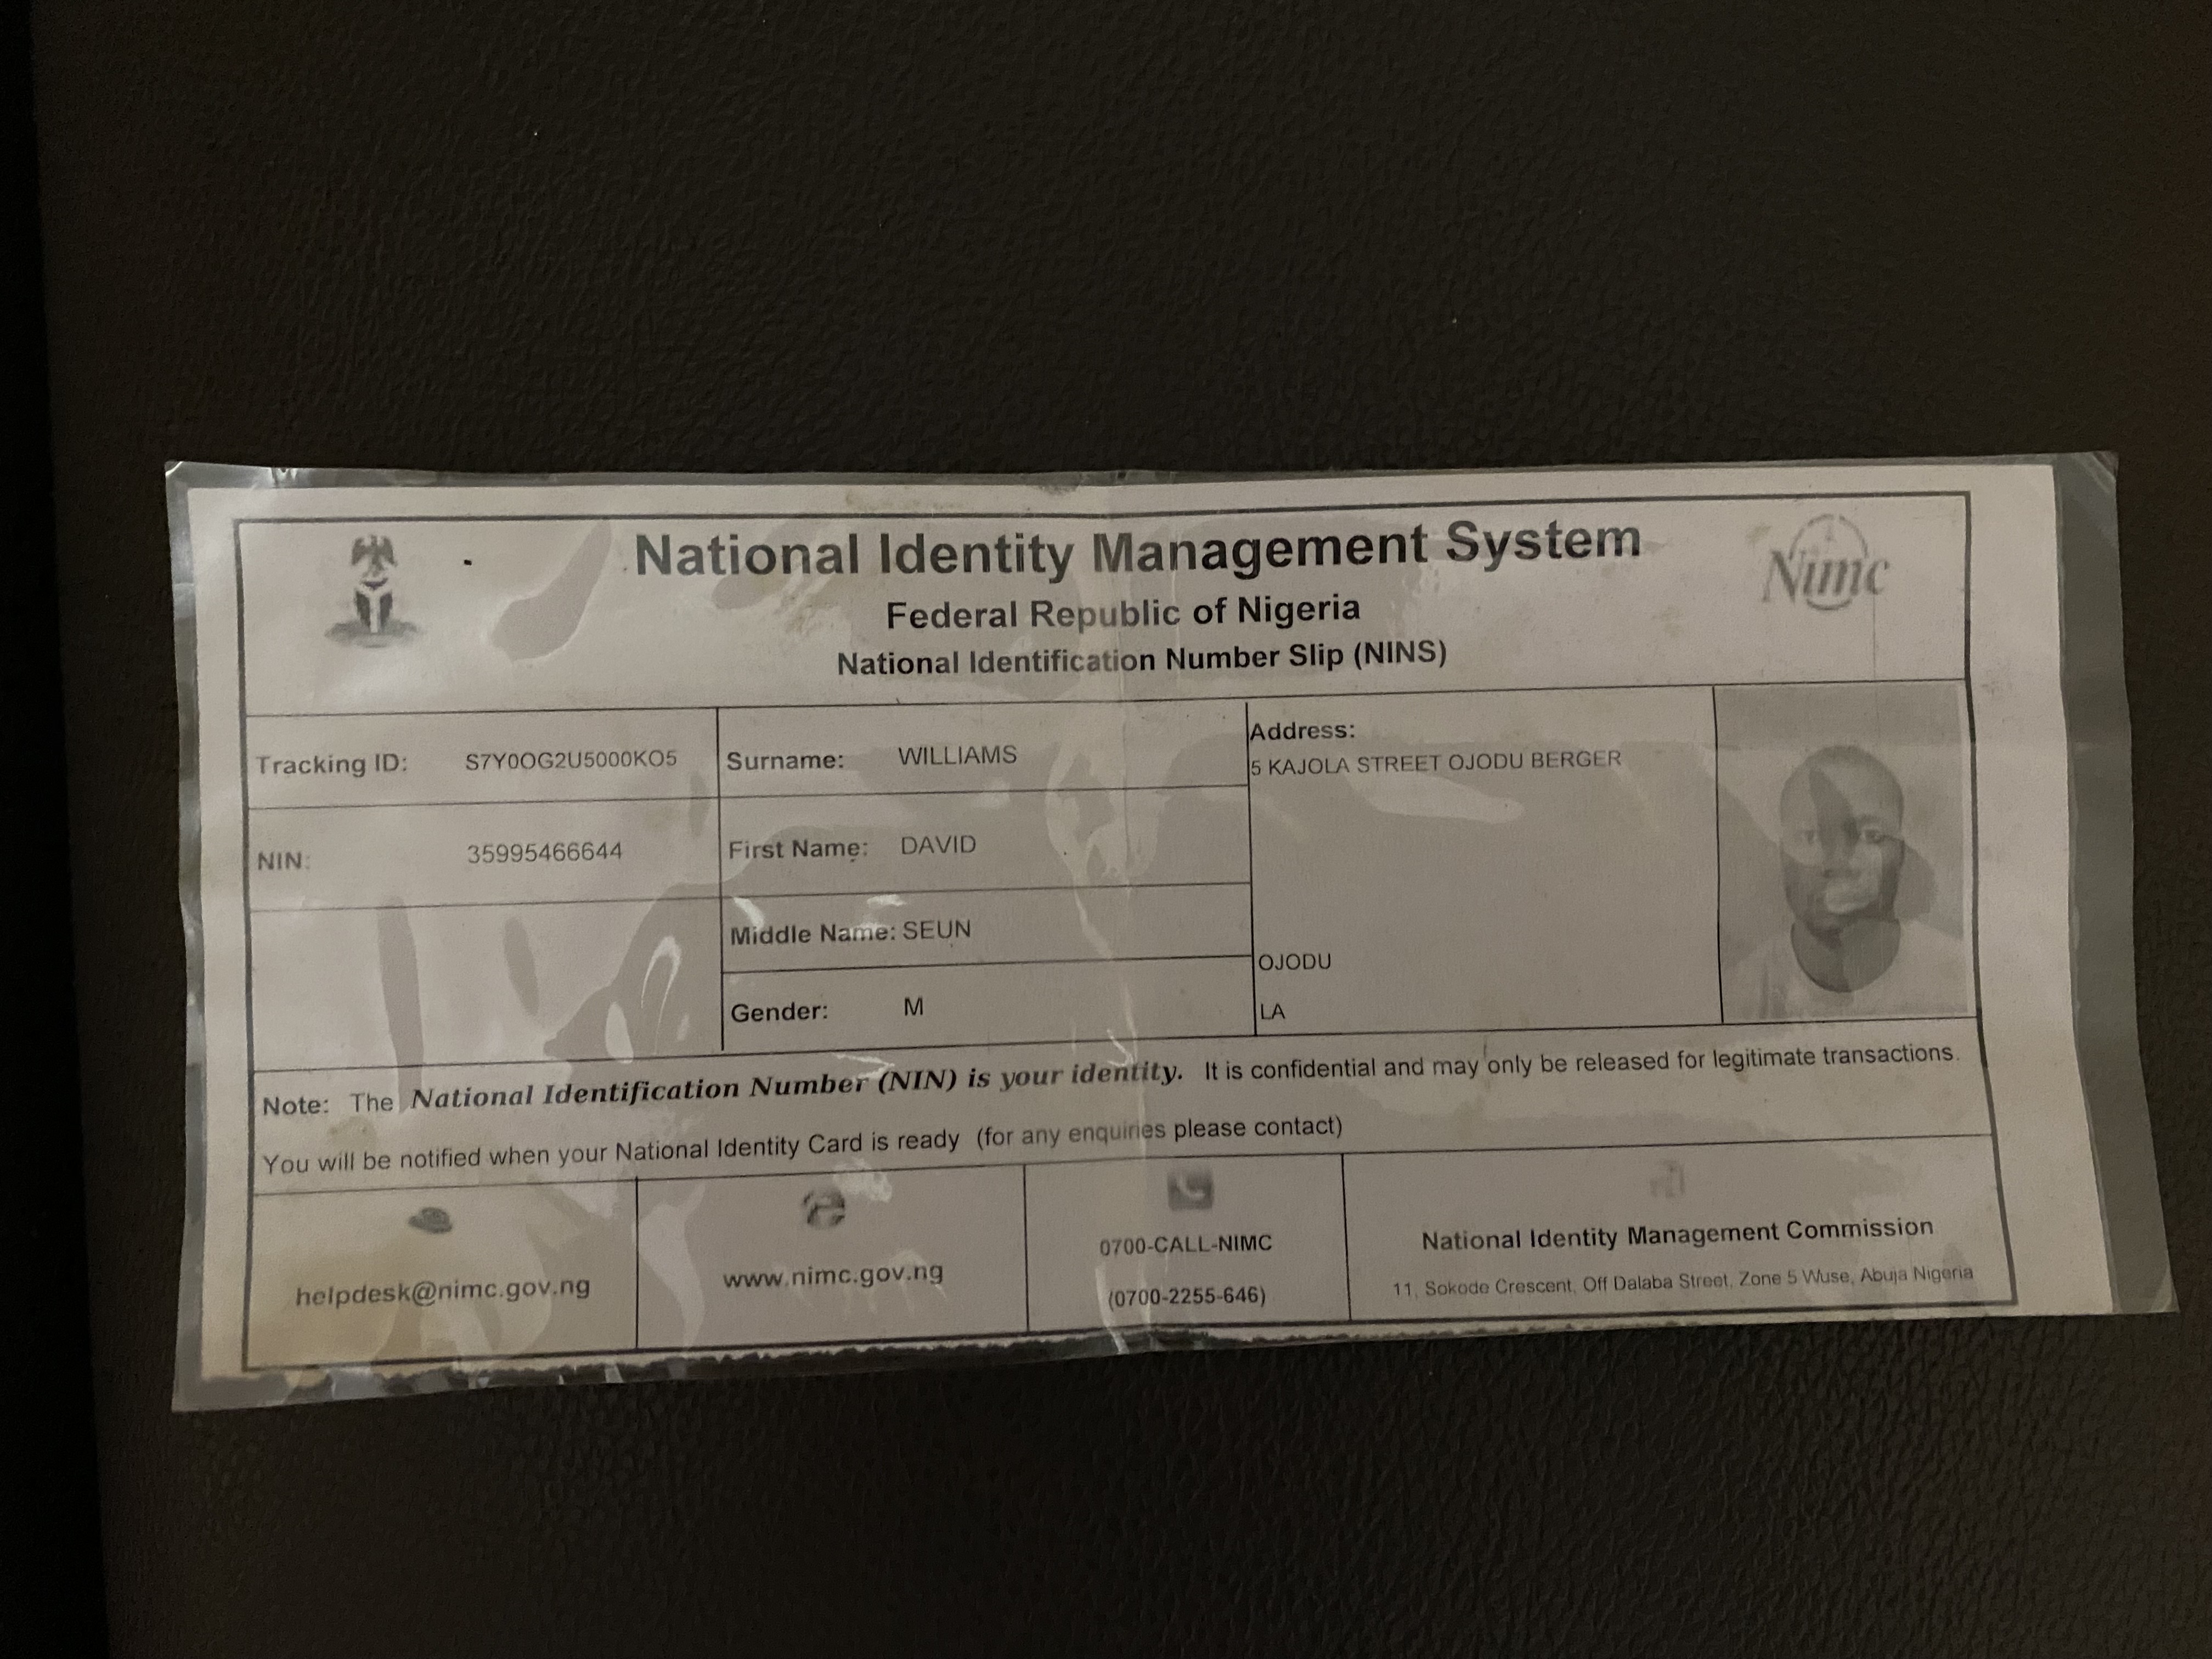 National Identity Management System
Federal Republic of Nigeria
National Identification Number Slip (NINS)
Nimc
Tracking ID: S7Y0OG2U5000KO5
NIN: 35995466644
Surname: WILLIAMS
First Name: DAVID
Middle Name: SEUN
Gender: M
Address:
5 KAJOLA STREET OJODU BERGER
OJODU
LA
Note: The National Identification Number (NIN) is your identity. It is confidential and may only be released for legitimate transactions.
You will be notified when your National Identity Card is ready (for any enquiries please contact)
helpdesk@nimc.gov.ng
www.nimc.gov.ng
0700-CALL-NIMC
(0700-2255-646)
National Identity Management Commission
11, Sokode Crescent, Off Dalaba Street, Zone 5 Wuse, Abuja Nigeria